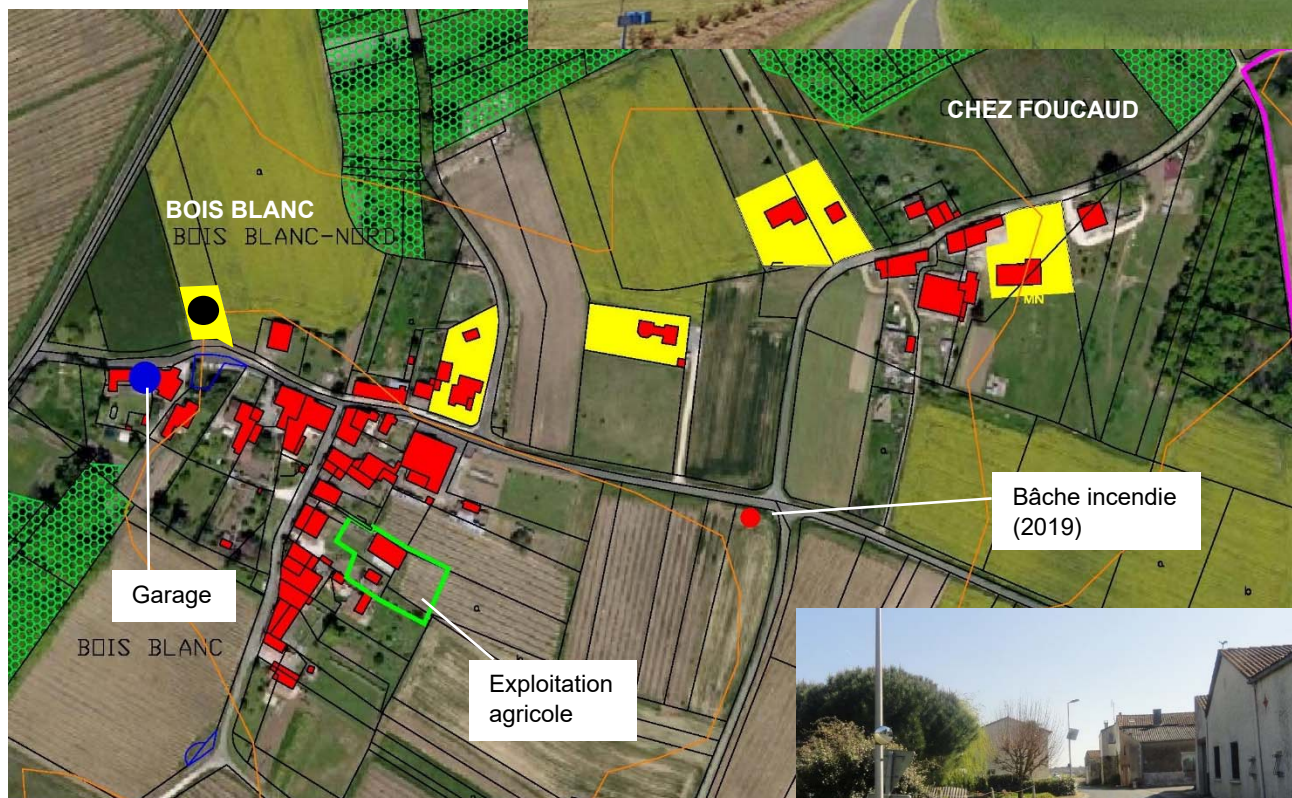 CHEZ FOUCAUD
BOIS BLANC
BOIS BLANC-NORD
a
MN
Bâche incendie
(2019)
Garage
a
a
b
BOIS BLANC
Exploitation
agricole